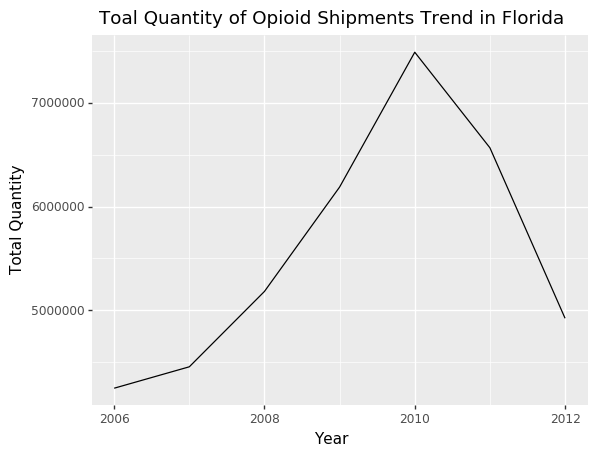 Toal Quantity of Opioid Shipments Trend in Florida
7000000
6000000
5000000
Total Quantity
2006 2008 2010 2012
Year